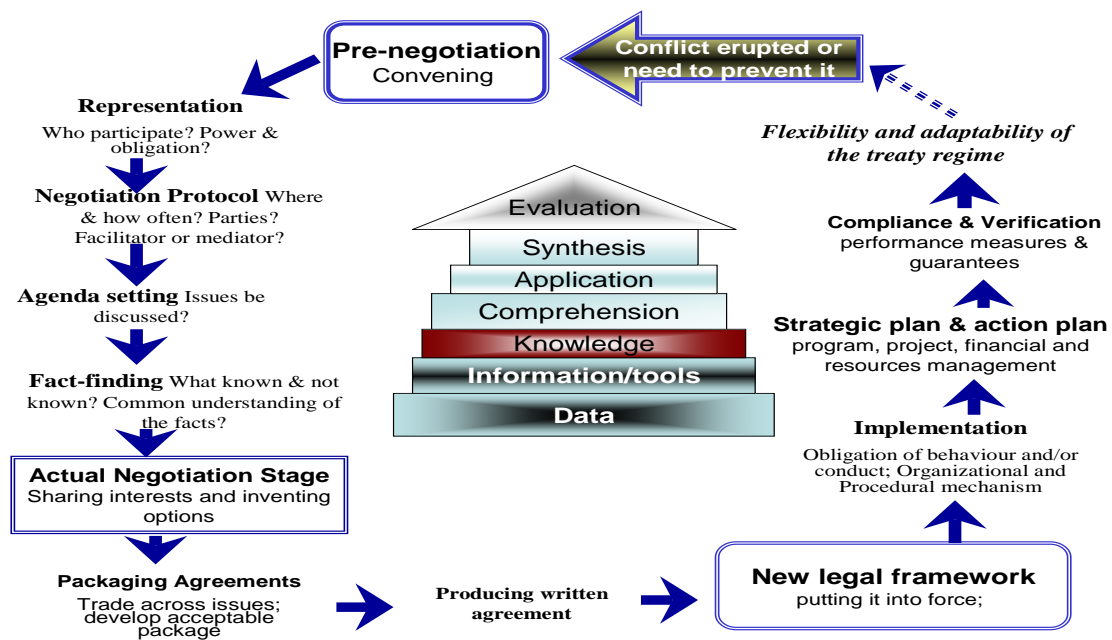 Pre-negotiation
Convening
Conflict erupted or
need to prevent it
Representation
Who participate? Power &
obligation?
Negotiation Protocol Where
& how often? Parties?
Facilitator or mediator?
Agenda setting Issues be
discussed?
Fact-finding What known & not
known? Common understanding of
the facts?
Actual Negotiation Stage
Sharing interests and inventing
options
Packaging Agreements
Trade across issues;
develop acceptable
package
Producing written
agreement
New legal framework
putting it into force;
Implementation
Obligation of behaviour and/or
conduct; Organizational and
Procedural mechanism
Strategic plan & action plan
program, project, financial and
resources management
Compliance & Verification
performance measures &
guarantees
Flexibility and adaptability of
the treaty regime
Evaluation
Synthesis
Application
Comprehension
Knowledge
Information/tools
Data